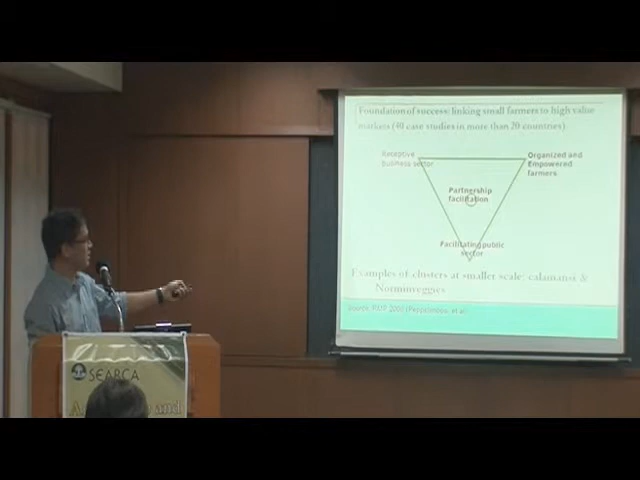 Foundation of success: linking small farmers to high value
markets (40 case studies in more than 20 countries)
Receptive
business sector
Organized and
Empowered
farmers
Partnership
facilitation
Facilitating public
sector
Examples of clusters at smaller scale: calamansi &
Norminveggies
Source:
SEARCA
A
and